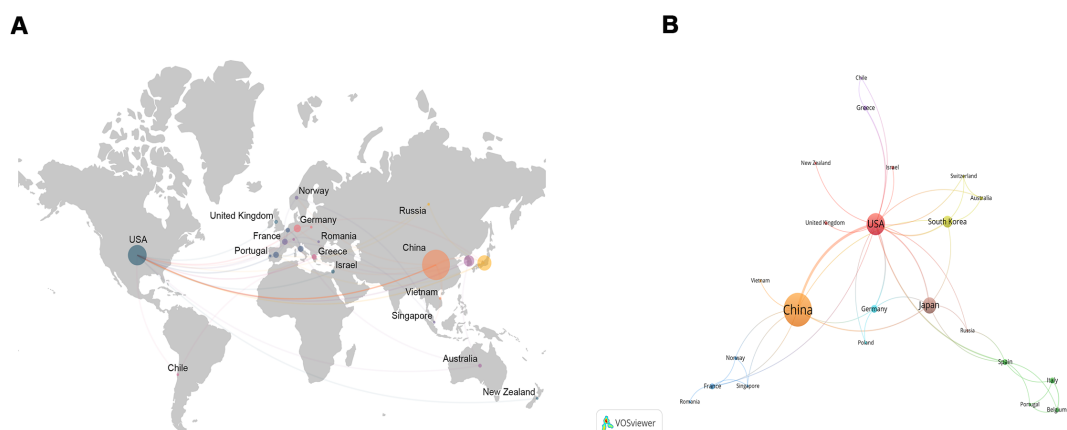 A
B
Norway
Russia
United Kingdom
Germany
France
Romania
USA
Portugal
Greece
China
Israel
Vietnam
Singapore
Australia
Chile
New Zealand
Chile
Greece
New Zealand
Israel
Switzerland
Australia
United Kingdom
USA
South Korea
Vietnam
China
Germany
Japan
Russia
Poland
Norway
Spain
France
Singapore
Italy
Romania
Portugal
Belgium
VOSviewer